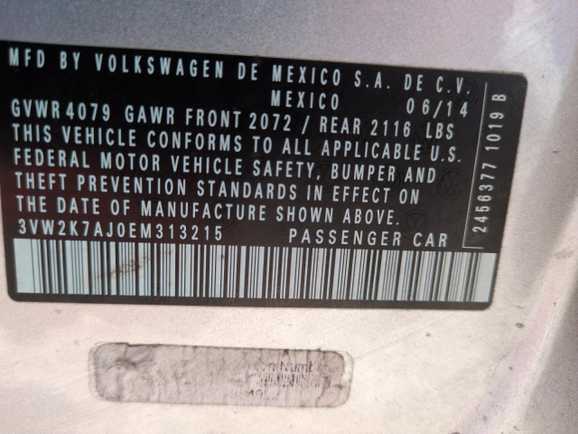 MFD BY VOLKSWAGEN DE MEXICO S.A. DE C.V.
MEXICO 06/14
GVWR 4079 GAWR FRONT 2072 / REAR 2116 LBS
THIS VEHICLE CONFORMS TO ALL APPLICABLE U.S.
FEDERAL MOTOR VEHICLE SAFETY, BUMPER AND
THEFT PREVENTION STANDARDS IN EFFECT ON
THE DATE OF MANUFACTURE SHOWN ABOVE.
3VW2K7AJ0EM313215 PASSENGER CAR
2456377 1019 B